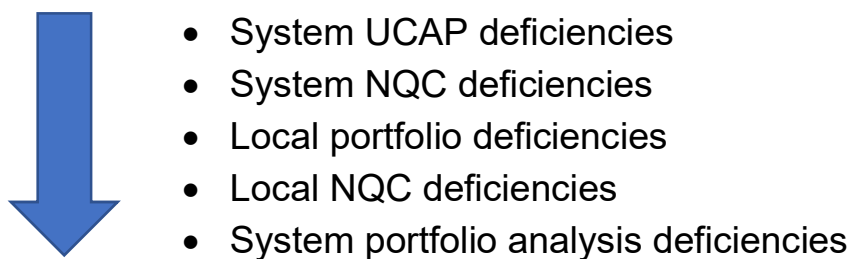 • System UCAP deficiencies
• System NQC deficiencies
• Local portfolio deficiencies
• Local NQC deficiencies
• System portfolio analysis deficiencies